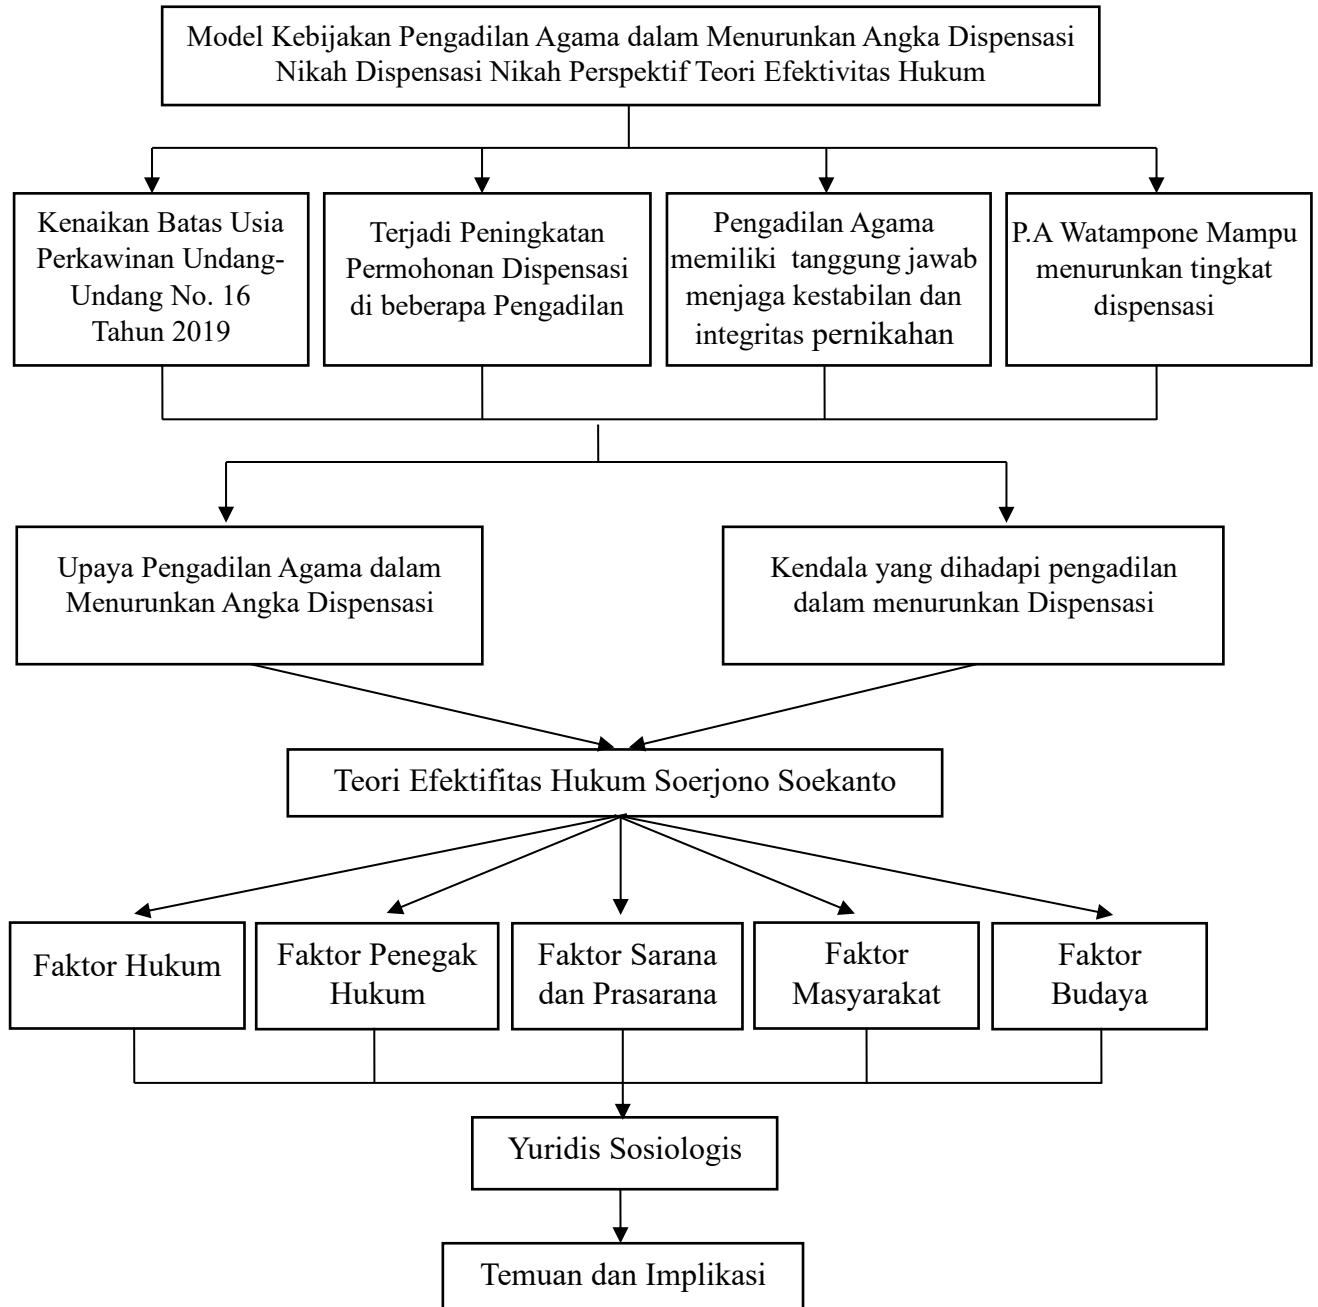 Model Kebijakan Pengadilan Agama dalam Menurunkan Angka Dispensasi
Nikah Dispensasi Nikah Perspektif Teori Efektivitas Hukum
Kenaikan Batas Usia
Perkawinan Undang-
Undang No. 16
Tahun 2019
Terjadi Peningkatan
Permohonan Dispensasi
di beberapa Pengadilan
Pengadilan Agama
memiliki tanggung jawab
menjaga kestabilan dan
integritas pernikahan
P.A Watampone Mampu
menurunkan tingkat
dispensasi
Upaya Pengadilan Agama dalam
Menurunkan Angka Dispensasi
Kendala yang dihadapi pengadilan
dalam menurunkan Dispensasi
Teori Efektifitas Hukum Soerjono Soekanto
Faktor Hukum
Faktor Penegak
Hukum
Faktor Sarana
dan Prasarana
Faktor
Masyarakat
Faktor
Budaya
Yuridis Sosiologis
Temuan dan Implikasi